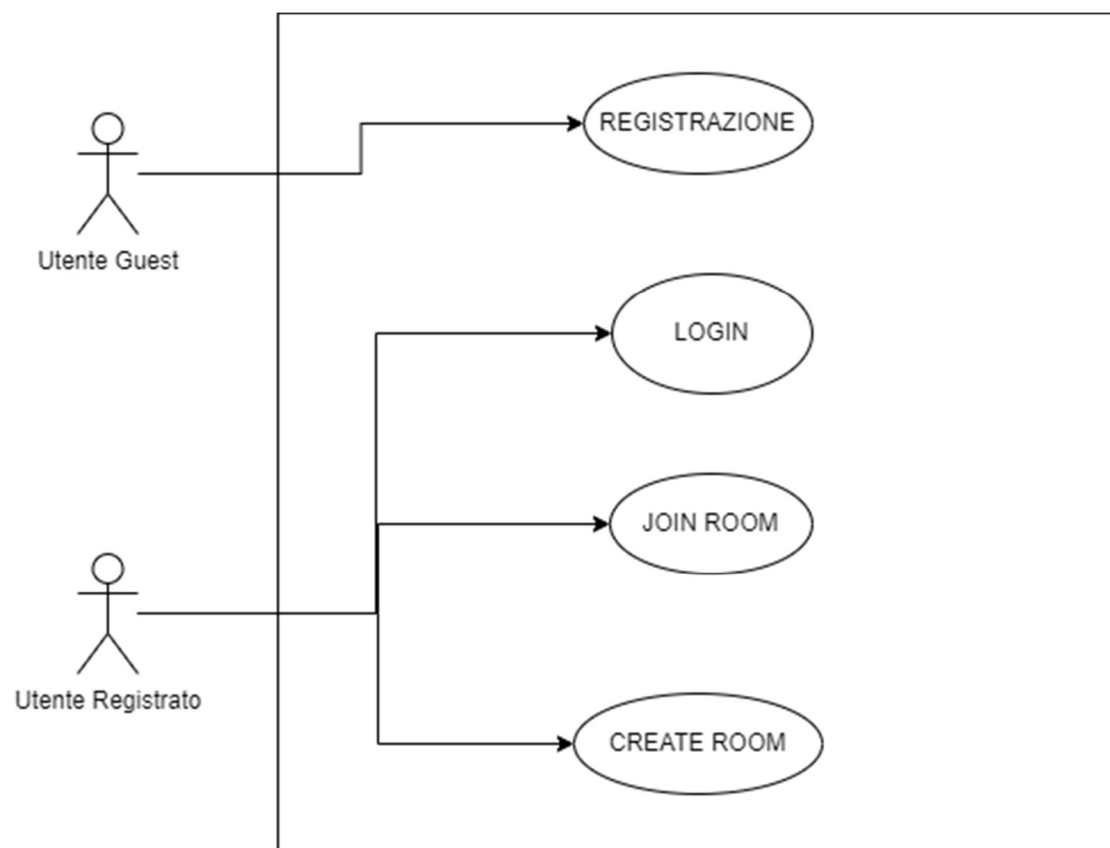 REGISTRAZIONE
Utente Guest
LOGIN
JOIN ROOM
Utente Registrato
CREATE ROOM